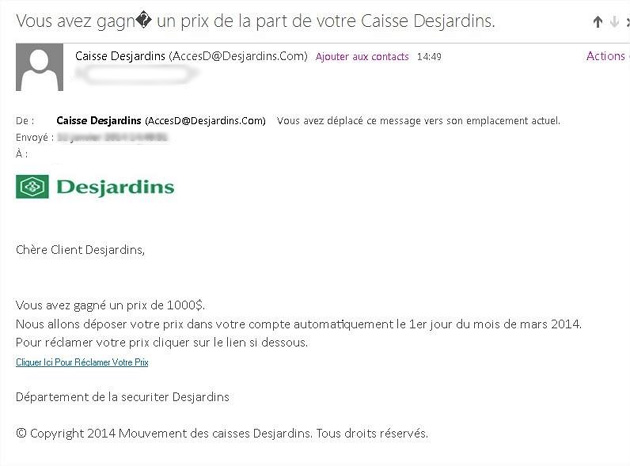 Vous avez gagn� un prix de la part de votre Caisse Desjardins.
Caisse Desjardins (AccesD@Desjardins.Com) Ajouter aux contacts 14:49
Actions
De : Caisse Desjardins (AccesD@Desjardins.Com) Vous avez déplacé ce message vers son emplacement actuel.
Envoyé :
À :
Desjardins
Chère Client Desjardins,
Vous avez gagné un prix de 1000$.
Nous allons déposer votre prix dans votre compte automatiquement le 1er jour du mois de mars 2014.
Pour réclamer votre prix cliquer sur le lien si dessous.
Cliquer Ici Pour Réclamer Votre Prix
Département de la securiter Desjardins
© Copyright 2014 Mouvement des caisses Desjardins. Tous droits réservés.